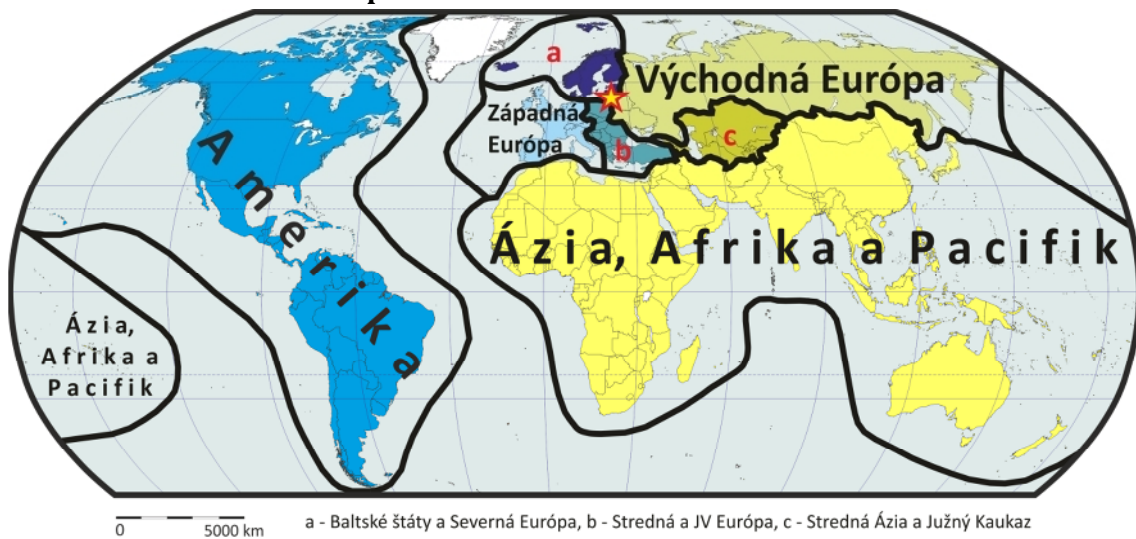 a
Východná Európa
Západná
Európa
c
b
Amerika
Ázia, Afrika a Pacifik
Ázia,
Afrika a
Pacifik
0 5000 km
a - Baltské štáty a Severná Európa, b - Stredná a JV Európa, c - Stredná Ázia a Južný Kaukaz